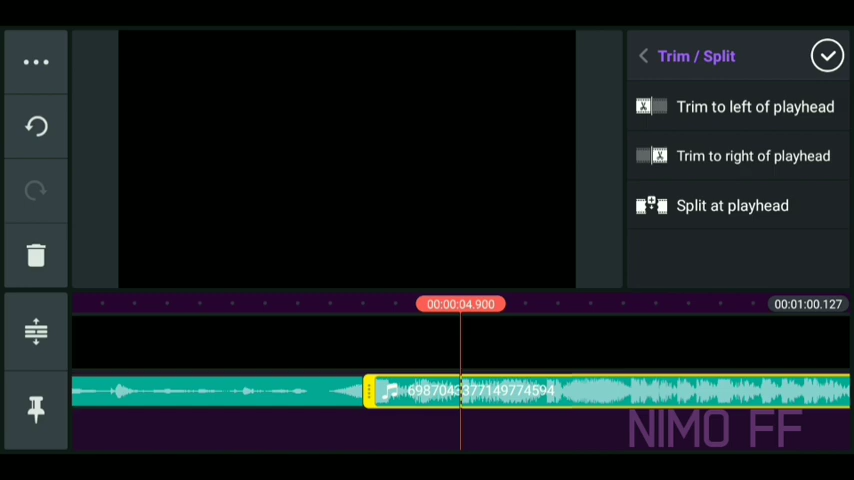 Trim / Split
Trim to left of playhead
Trim to right of playhead
Split at playhead
00:00:04.900
00:01:00.127
6987043377149774594
NIMO FF